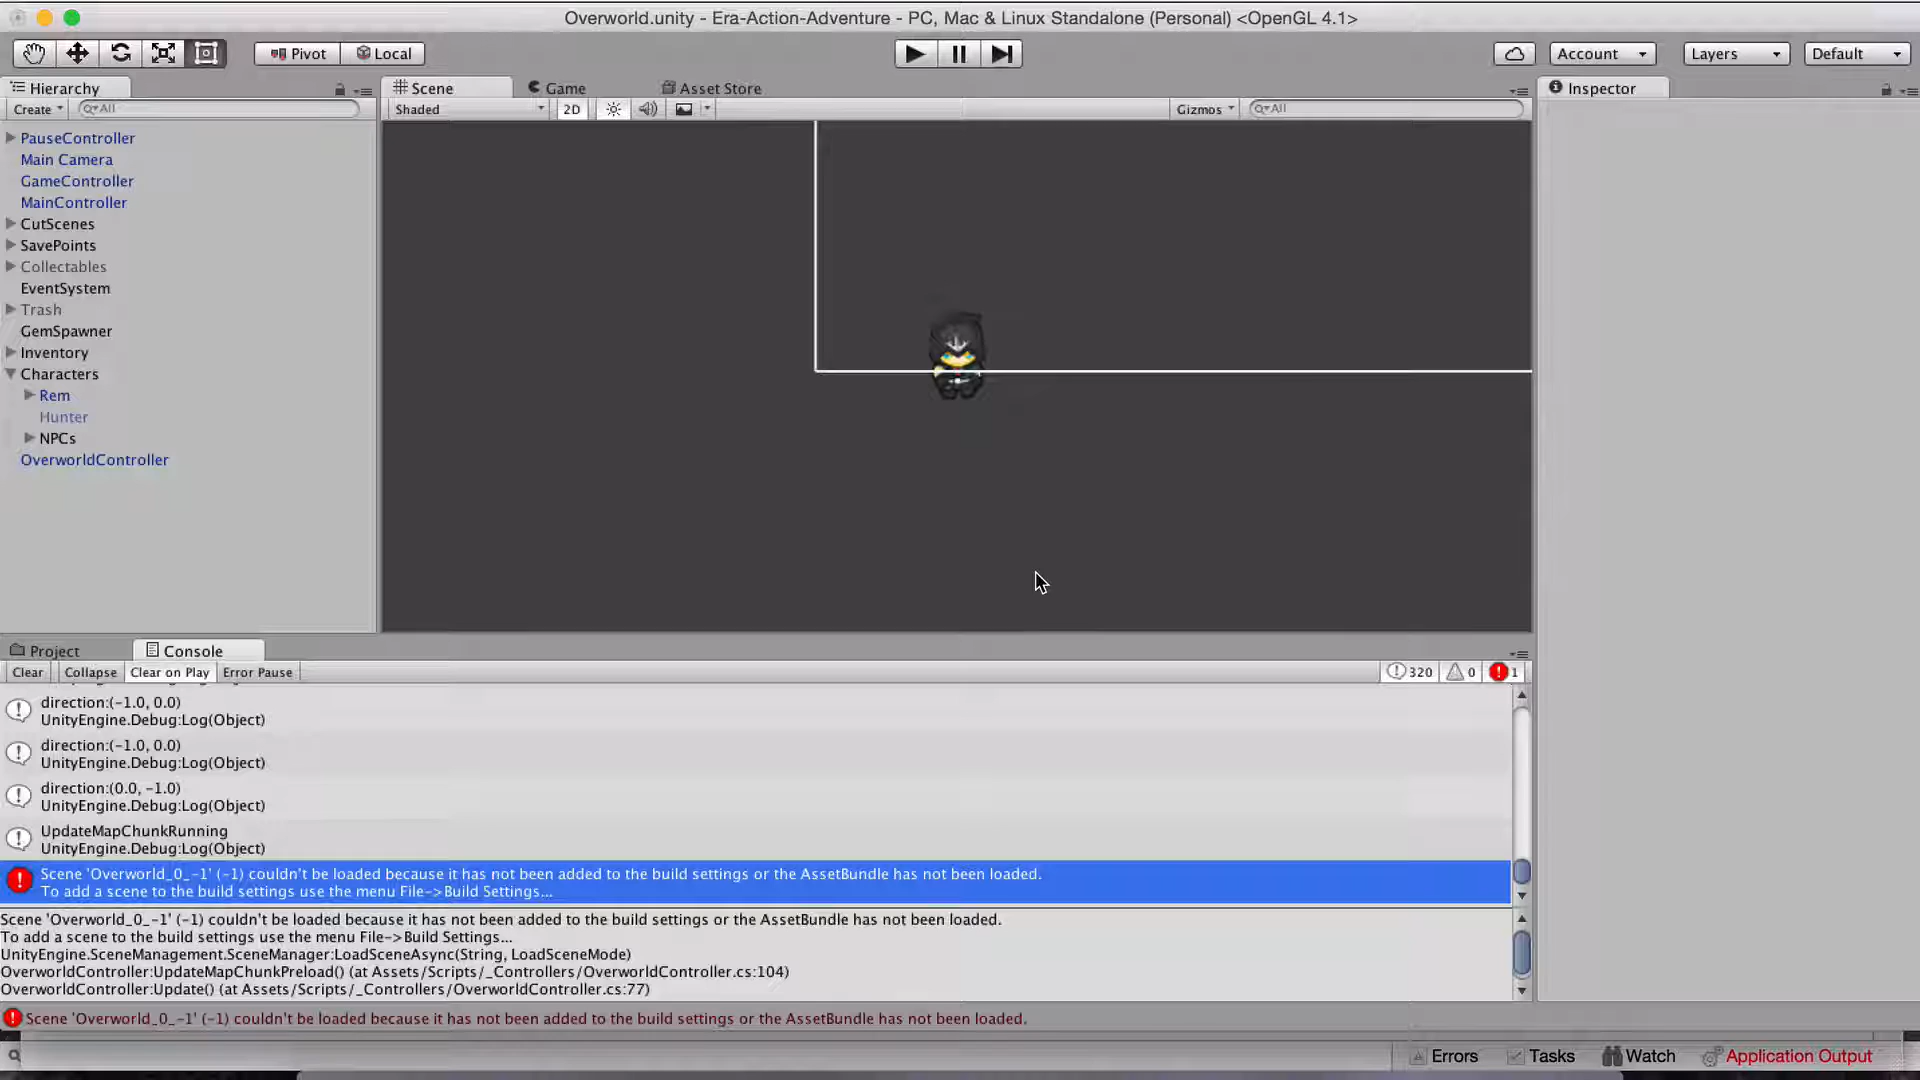 Overworld.unity - Era-Action-Adventure - PC, Mac & Linux Standalone (Personal) <OpenGL 4.1>
Pivot Local Account Layers Default
Hierarchy Scene Game Asset Store Inspector
Create All Shaded 2D Gizmos All
PauseController
Main Camera
GameController
MainController
CutScenes
SavePoints
Collectables
EventSystem
Trash
GemSpawner
Inventory
Characters
Rem
Hunter
NPCs
OverworldController
Project Console
Clear Collapse Clear on Play Error Pause 320 0 1
direction:(-1.0, 0.0)
UnityEngine.Debug:Log(Object)
direction:(-1.0, 0.0)
UnityEngine.Debug:Log(Object)
direction:(0.0, -1.0)
UnityEngine.Debug:Log(Object)
UpdateMapChunkRunning
UnityEngine.Debug:Log(Object)
Scene 'Overworld_0_-1' (-1) couldn't be loaded because it has not been added to the build settings or the AssetBundle has not been loaded.
To add a scene to the build settings use the menu File->Build Settings...
Scene 'Overworld_0_-1' (-1) couldn't be loaded because it has not been added to the build settings or the AssetBundle has not been loaded.
To add a scene to the build settings use the menu File->Build Settings...
UnityEngine.SceneManagement.SceneManager:LoadSceneAsync(String, LoadSceneMode)
OverworldController:UpdateMapChunkPreload() (at Assets/Scripts/_Controllers/OverworldController.cs:104)
OverworldController:Update() (at Assets/Scripts/_Controllers/OverworldController.cs:77)
Scene 'Overworld_0_-1' (-1) couldn't be loaded because it has not been added to the build settings or the AssetBundle has not been loaded.
Errors Tasks Watch Application Output